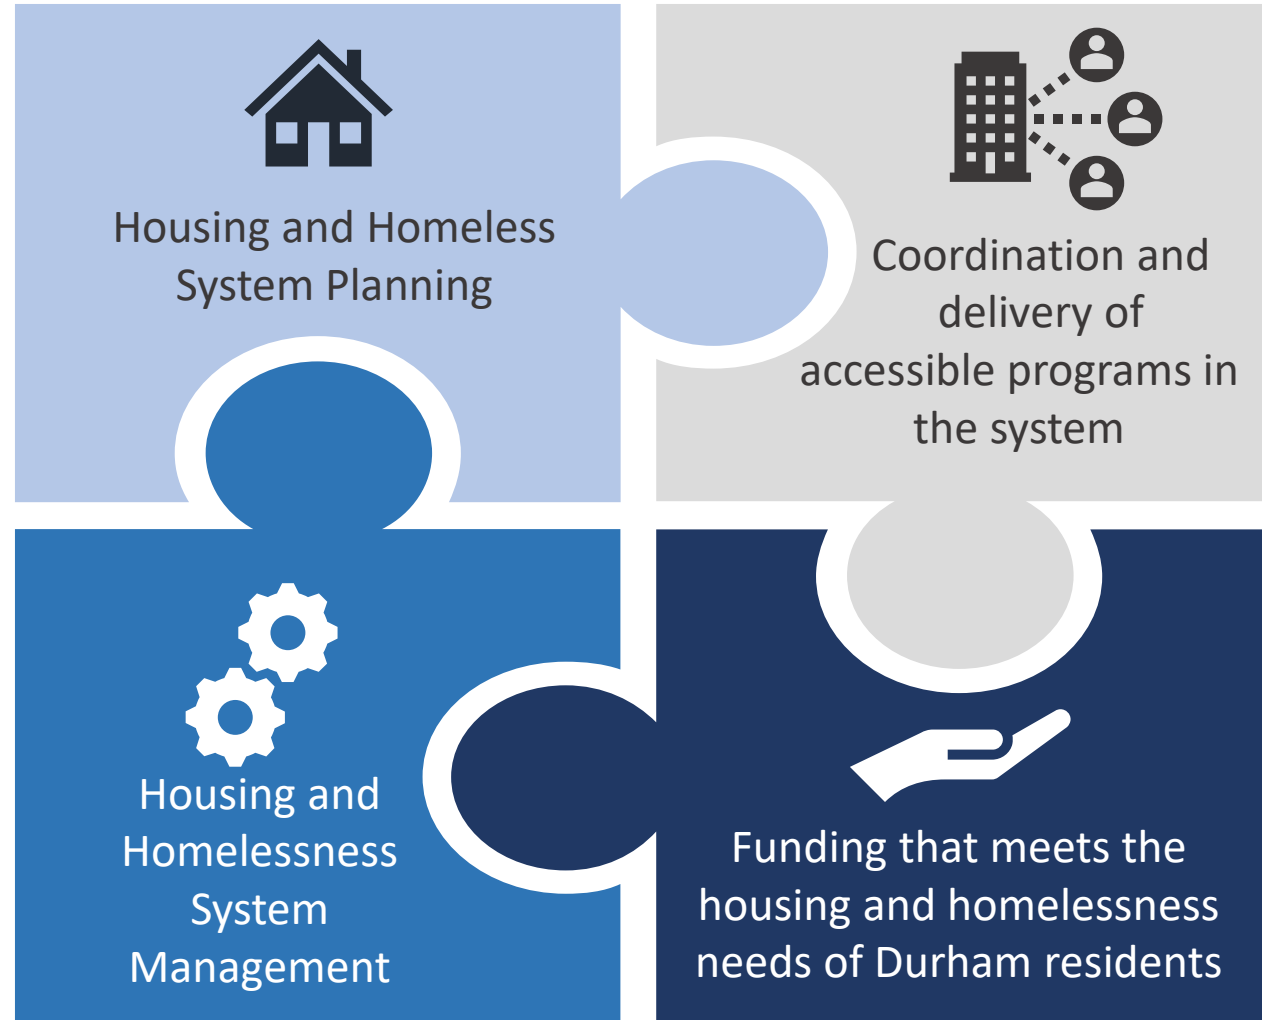 Housing and Homeless
System Planning
Coordination and
delivery of
accessible programs in
the system
Housing and
Homelessness
System
Management
Funding that meets the
housing and homelessness
needs of Durham residents